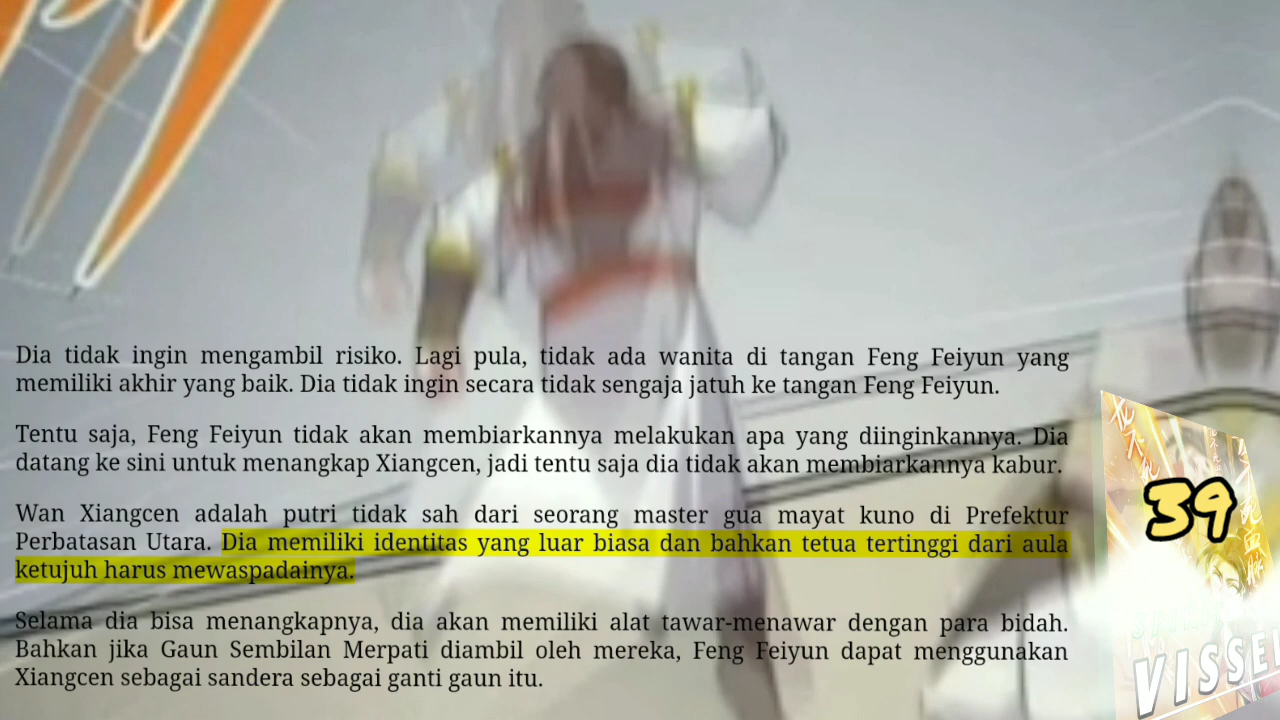 Dia tidak ingin mengambil risiko. Lagi pula, tidak ada wanita di tangan Feng Feiyun yang
memiliki akhir yang baik. Dia tidak ingin secara tidak sengaja jatuh ke tangan Feng Feiyun.
Tentu saja, Feng Feiyun tidak akan membiarkannya melakukan apa yang diinginkannya. Dia
datang ke sini untuk menangkap Xiangcen, jadi tentu saja dia tidak akan membiarkannya kabur.
Wan Xiangcen adalah putri tidak sah dari seorang master gua mayat kuno di Prefektur
Perbatasan Utara. Dia memiliki identitas yang luar biasa dan bahkan tetua tertinggi dari aula
ketujuh harus mewaspadainya.
Selama dia bisa menangkapnya, dia akan memiliki alat tawar-menawar dengan para bidah.
Bahkan jika Gaun Sembilan Merpati diambil oleh mereka, Feng Feiyun dapat menggunakan
Xiangcen sebagai sandera sebagai ganti gaun itu.
39